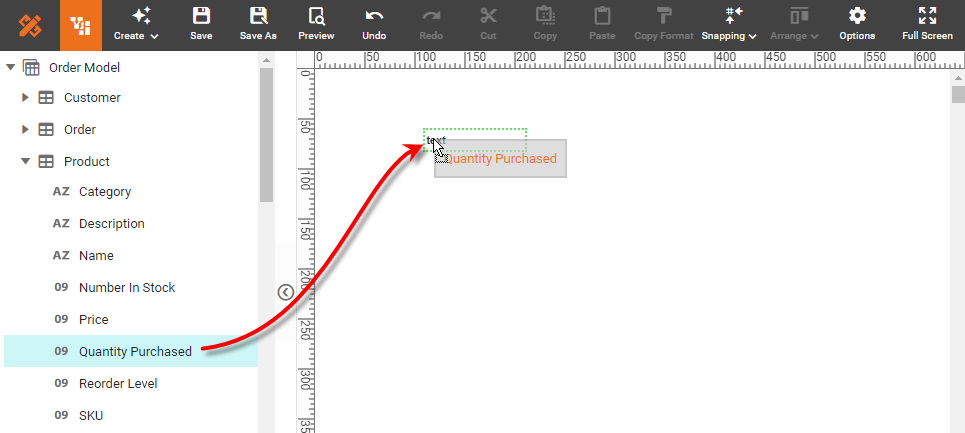 Create Save Save As Preview Undo Redo Cut Copy Paste Copy Format Snapping Arrange Options Full Screen
Order Model
0 50 100 150 200 250 300 350 400 450 500 550 600
Customer
0
Order
50
text
Product
Quantity Purchased
100
AZ Category
AZ Description
150
AZ Name
200
09 Number In Stock
09 Price
250
09 Quantity Purchased
09 Reorder Level
300
09 SKU